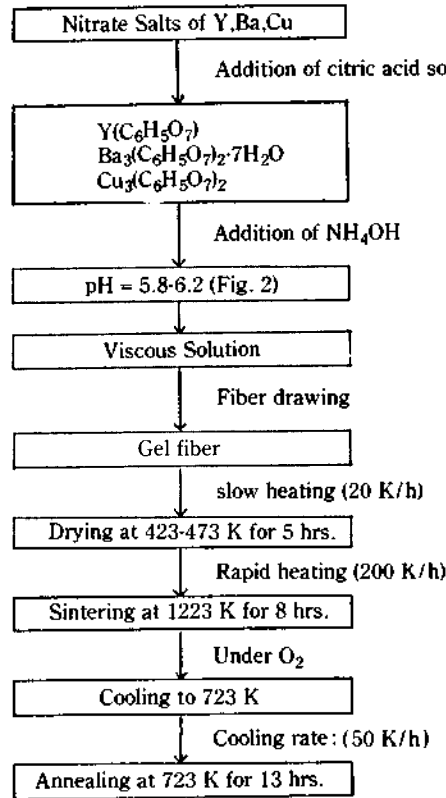 Nitrate Salts of Y,Ba,Cu
Addition of citric acid so
Y(C₆H₅O₇)
Ba₃(C₆H₅O₇)₂·7H₂O
Cu₃(C₆H₅O₇)₂
Addition of NH₄OH
pH = 5.8-6.2 (Fig. 2)
Viscous Solution
Fiber drawing
Gel fiber
slow heating (20 K/h)
Drying at 423-473 K for 5 hrs.
Rapid heating (200 K/h)
Sintering at 1223 K for 8 hrs.
Under O₂
Cooling to 723 K
Cooling rate: (50 K/h)
Annealing at 723 K for 13 hrs.